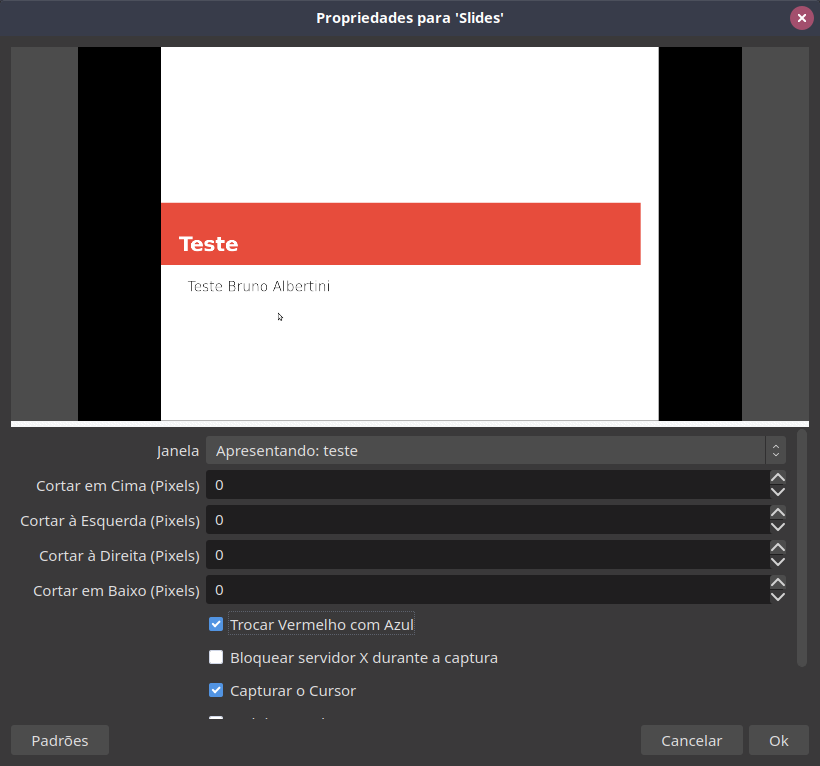 Propriedades para 'Slides'
Teste
Teste Bruno Albertini
Janela Apresentando: teste
Cortar em Cima (Pixels) 0
Cortar à Esquerda (Pixels) 0
Cortar à Direita (Pixels) 0
Cortar em Baixo (Pixels) 0
Trocar Vermelho com Azul
Bloquear servidor X durante a captura
Capturar o Cursor
Padrões Cancelar Ok